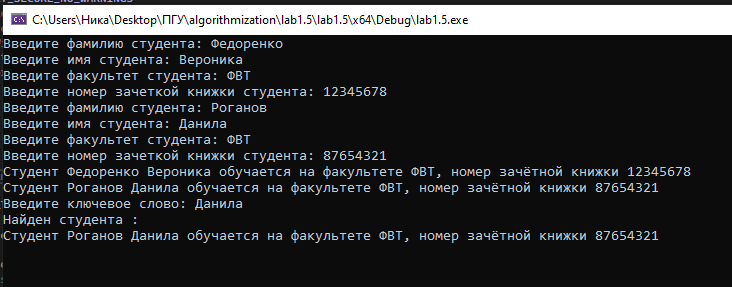 C:\Users\Ника\Desktop\ПГУ\algorithmization\lab1.5\lab1.5\x64\Debug\lab1.5.exe
Введите фамилию студента: Федоренко
Введите имя студента: Вероника
Введите факультет студента: ФВТ
Введите номер зачеткой книжки студента: 12345678
Введите фамилию студента: Роганов
Введите имя студента: Данила
Введите факультет студента: ФВТ
Введите номер зачеткой книжки студента: 87654321
Студент Федоренко Вероника обучается на факультете ФВТ, номер зачётной книжки 12345678
Студент Роганов Данила обучается на факультете ФВТ, номер зачётной книжки 87654321
Введите ключевое слово: Данила
Найден студента :
Студент Роганов Данила обучается на факультете ФВТ, номер зачётной книжки 87654321